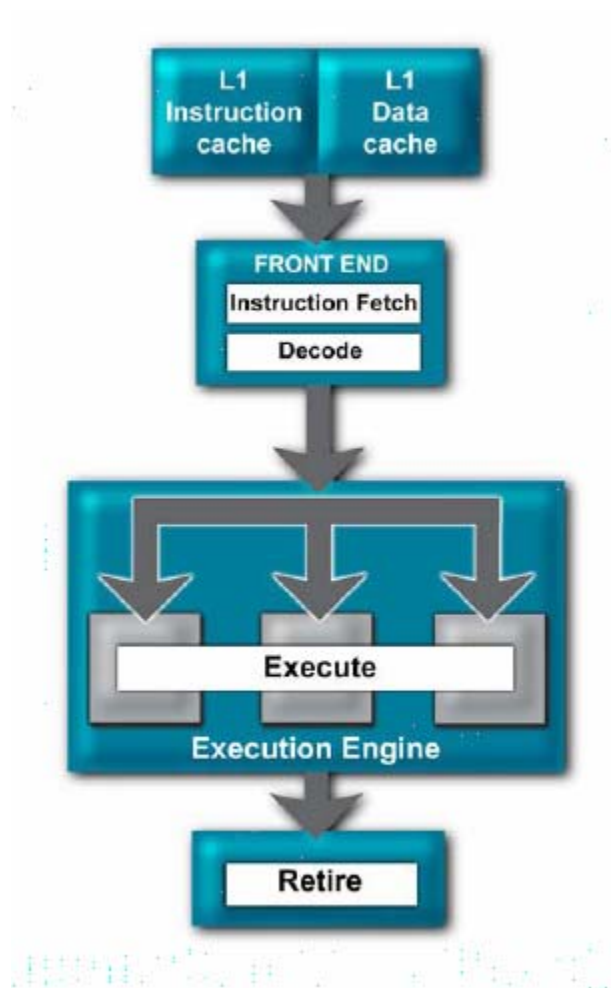 L1
Instruction
cache
L1
Data
cache
FRONT END
Instruction Fetch
Decode
Execute
Execution Engine
Retire